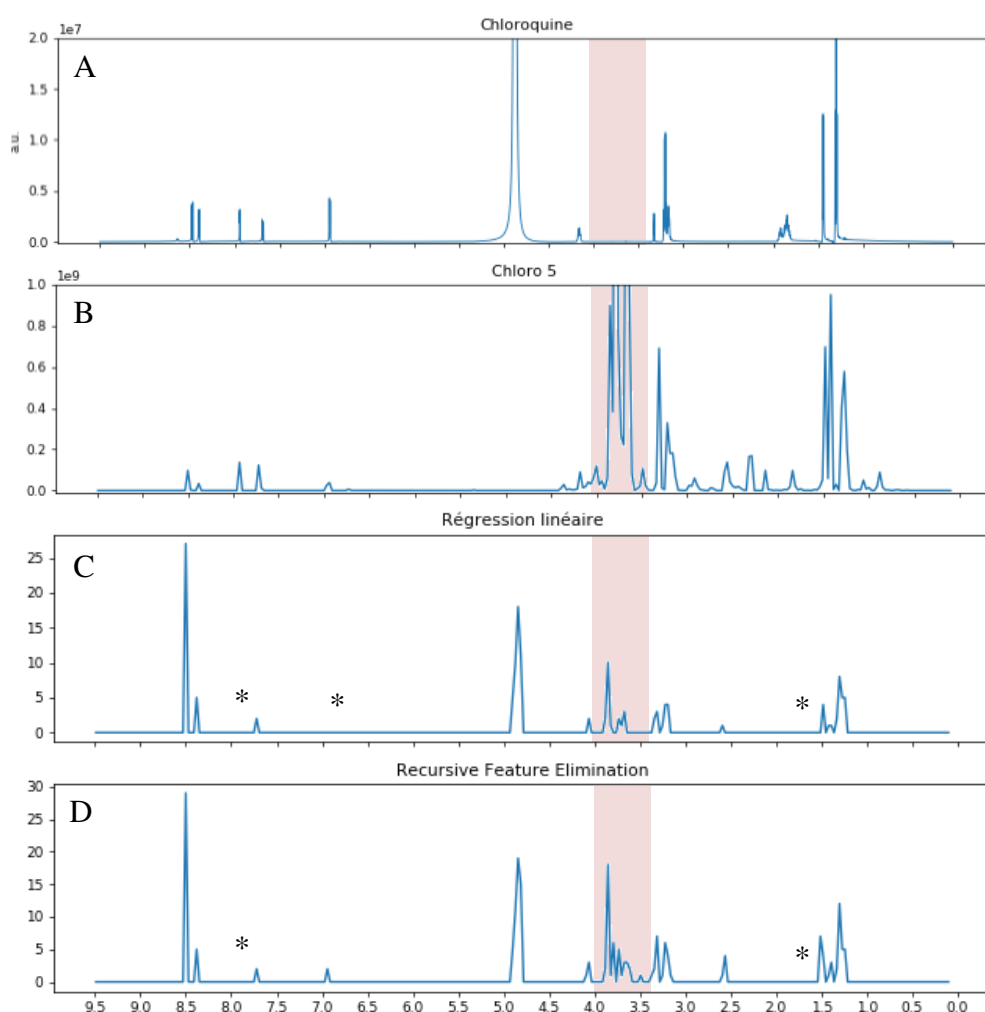 Chloroquine
1e7
A
2.0
1.5
1.0
0.5
0.0
a.u.
Chloro 5
1e9
B
1.0
0.8
0.6
0.4
0.2
0.0
Régression linéaire
C
25
20
15
10
5
0
* * *
Recursive Feature Elimination
D
30
25
20
15
10
5
0
* *
9.5 9.0 8.5 8.0 7.5 7.0 6.5 6.0 5.5 5.0 4.5 4.0 3.5 3.0 2.5 2.0 1.5 1.0 0.5 0.0